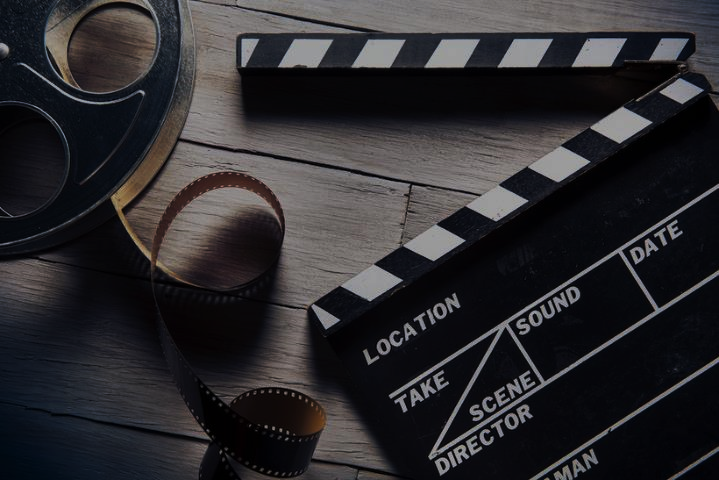 LOCATION
DATE
SOUND
TAKE
SCENE
DIRECTOR